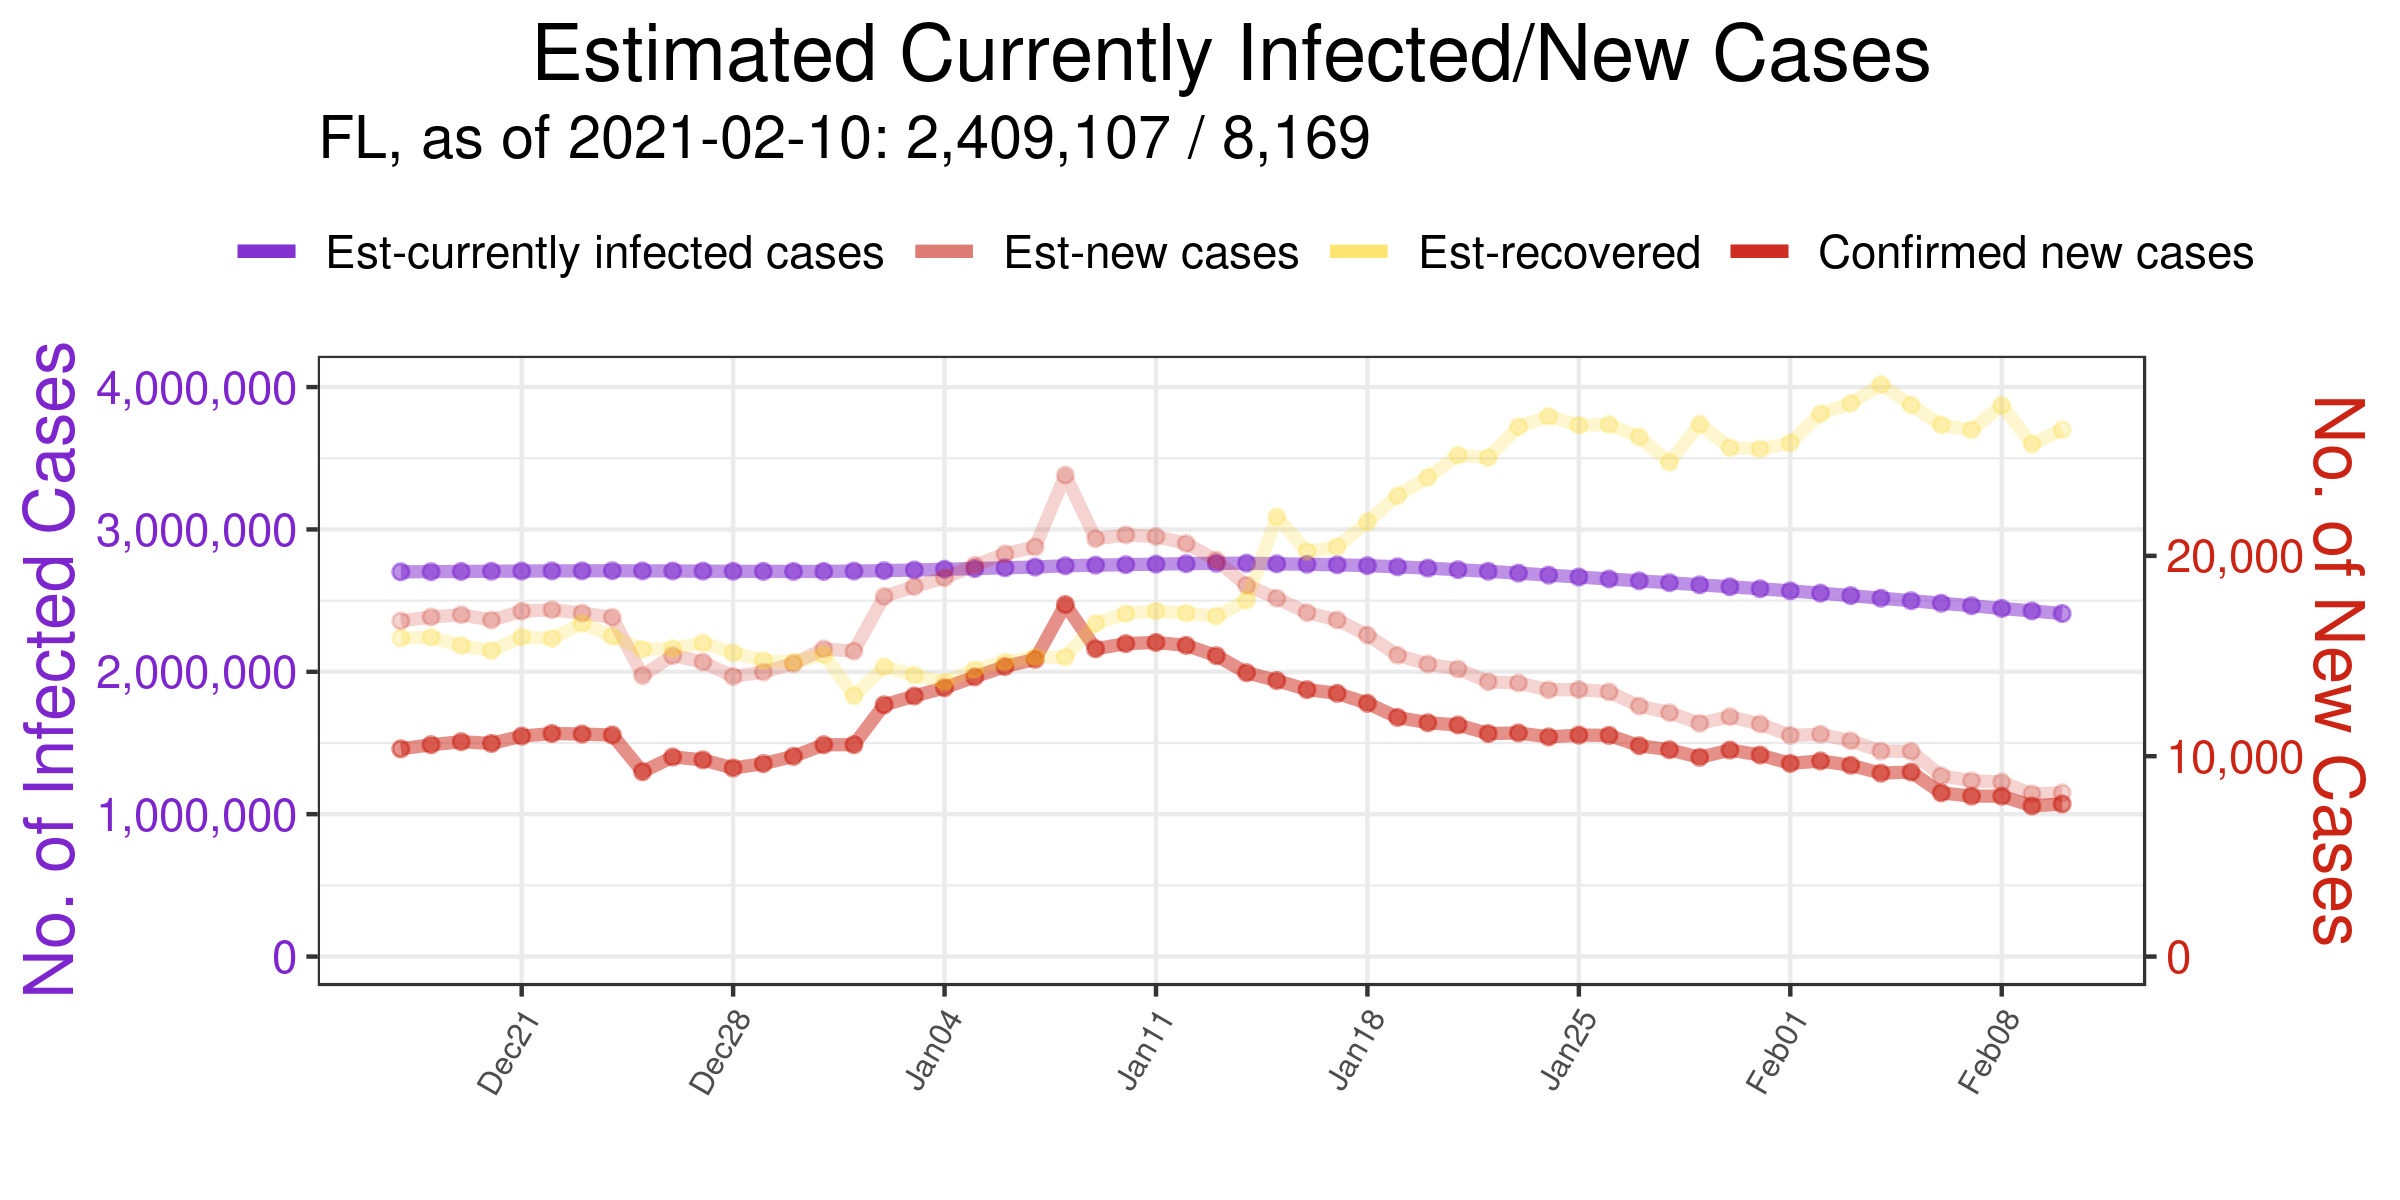 Estimated Currently Infected/New Cases
FL, as of 2021-02-10: 2,409,107 / 8,169
Est-currently infected cases Est-new cases Est-recovered Confirmed new cases
No. of Infected Cases
4,000,000
3,000,000
2,000,000
1,000,000
0
No. of New Cases
20,000
10,000
0
Dec21 Dec28 Jan04 Jan11 Jan18 Jan25 Feb01 Feb08